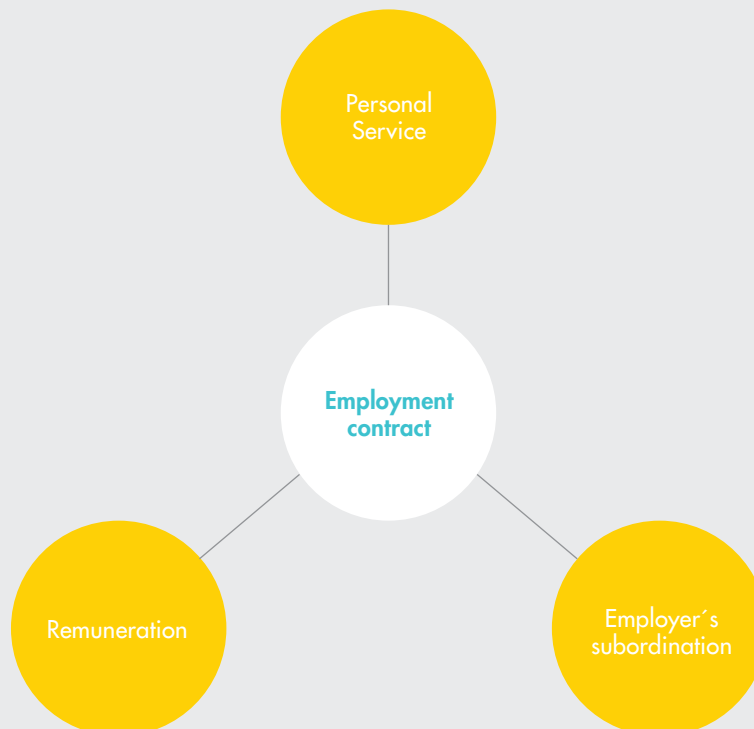 Personal
Service
Employment
contract
Remuneration
Employer´s
subordination